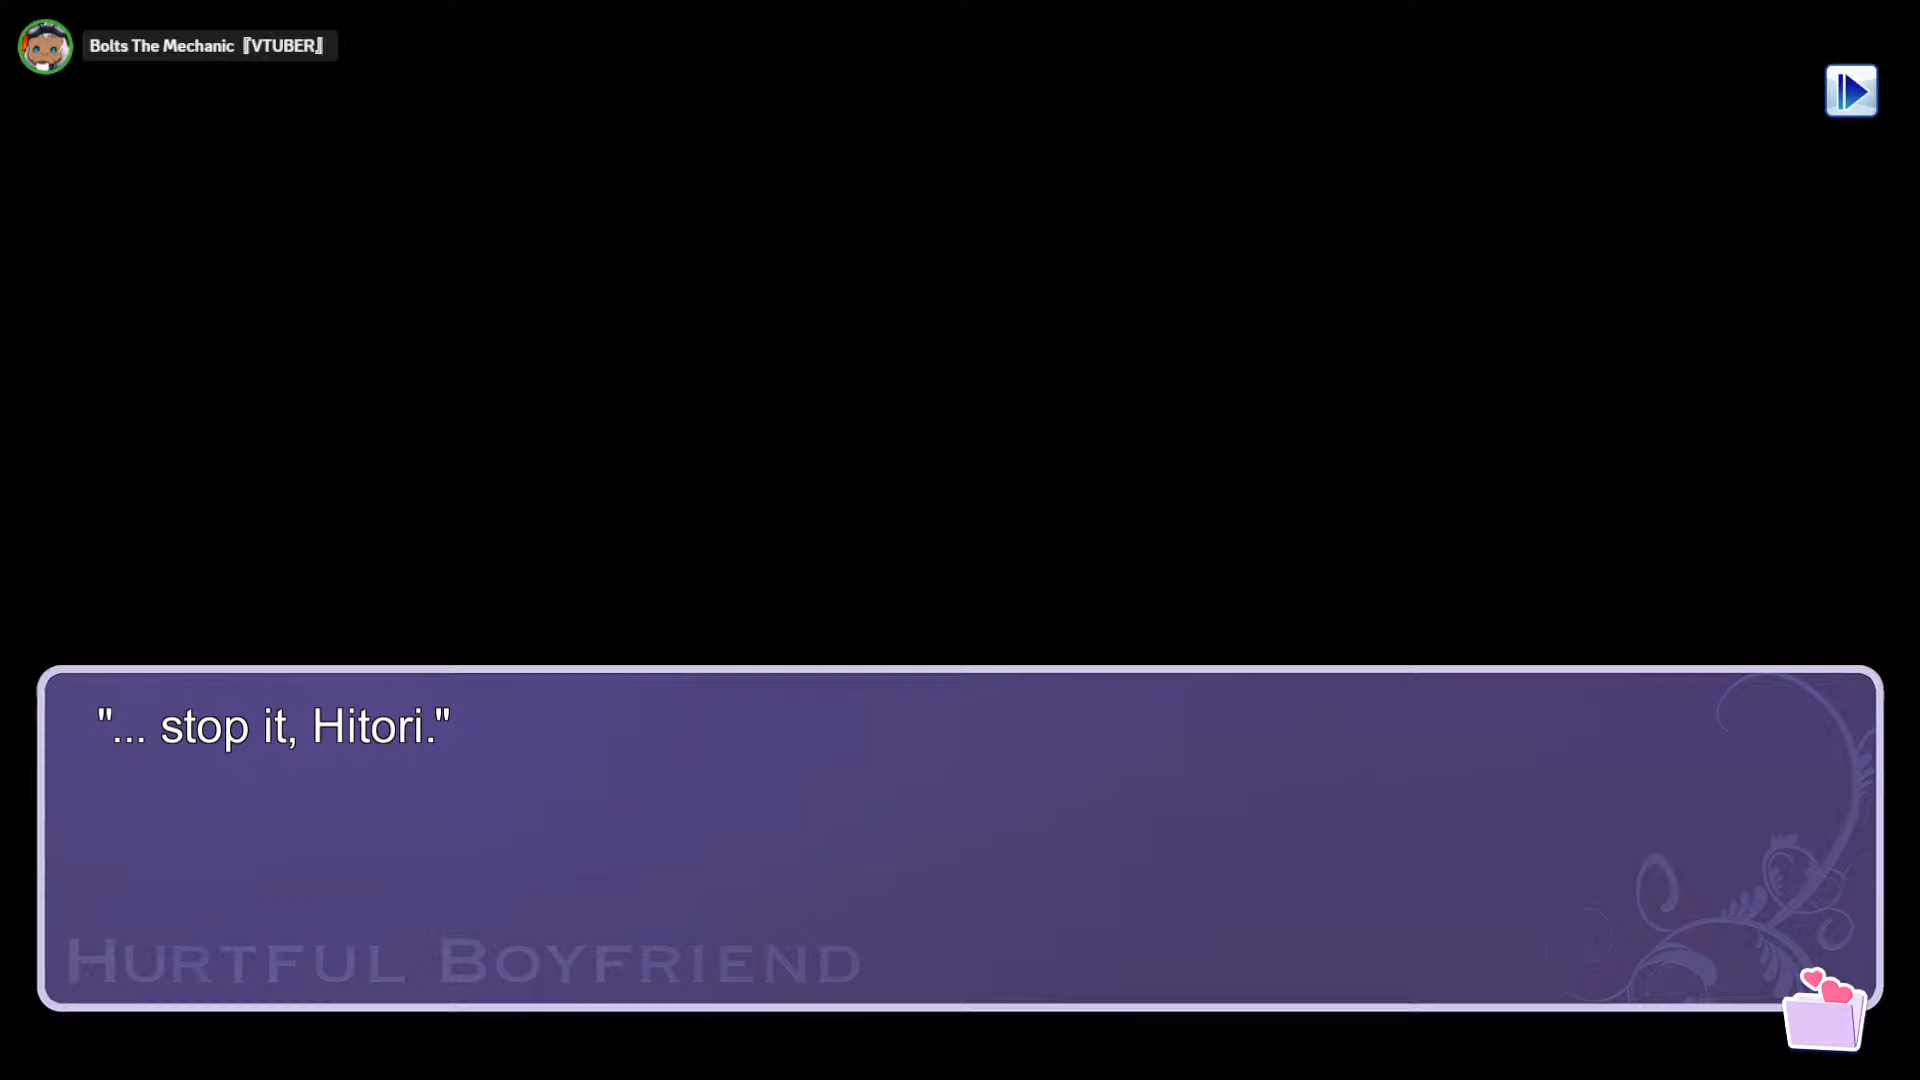 Bolts The Mechanic『VTUBER』
"... stop it, Hitori."
HURTFUL BOYFRIEND